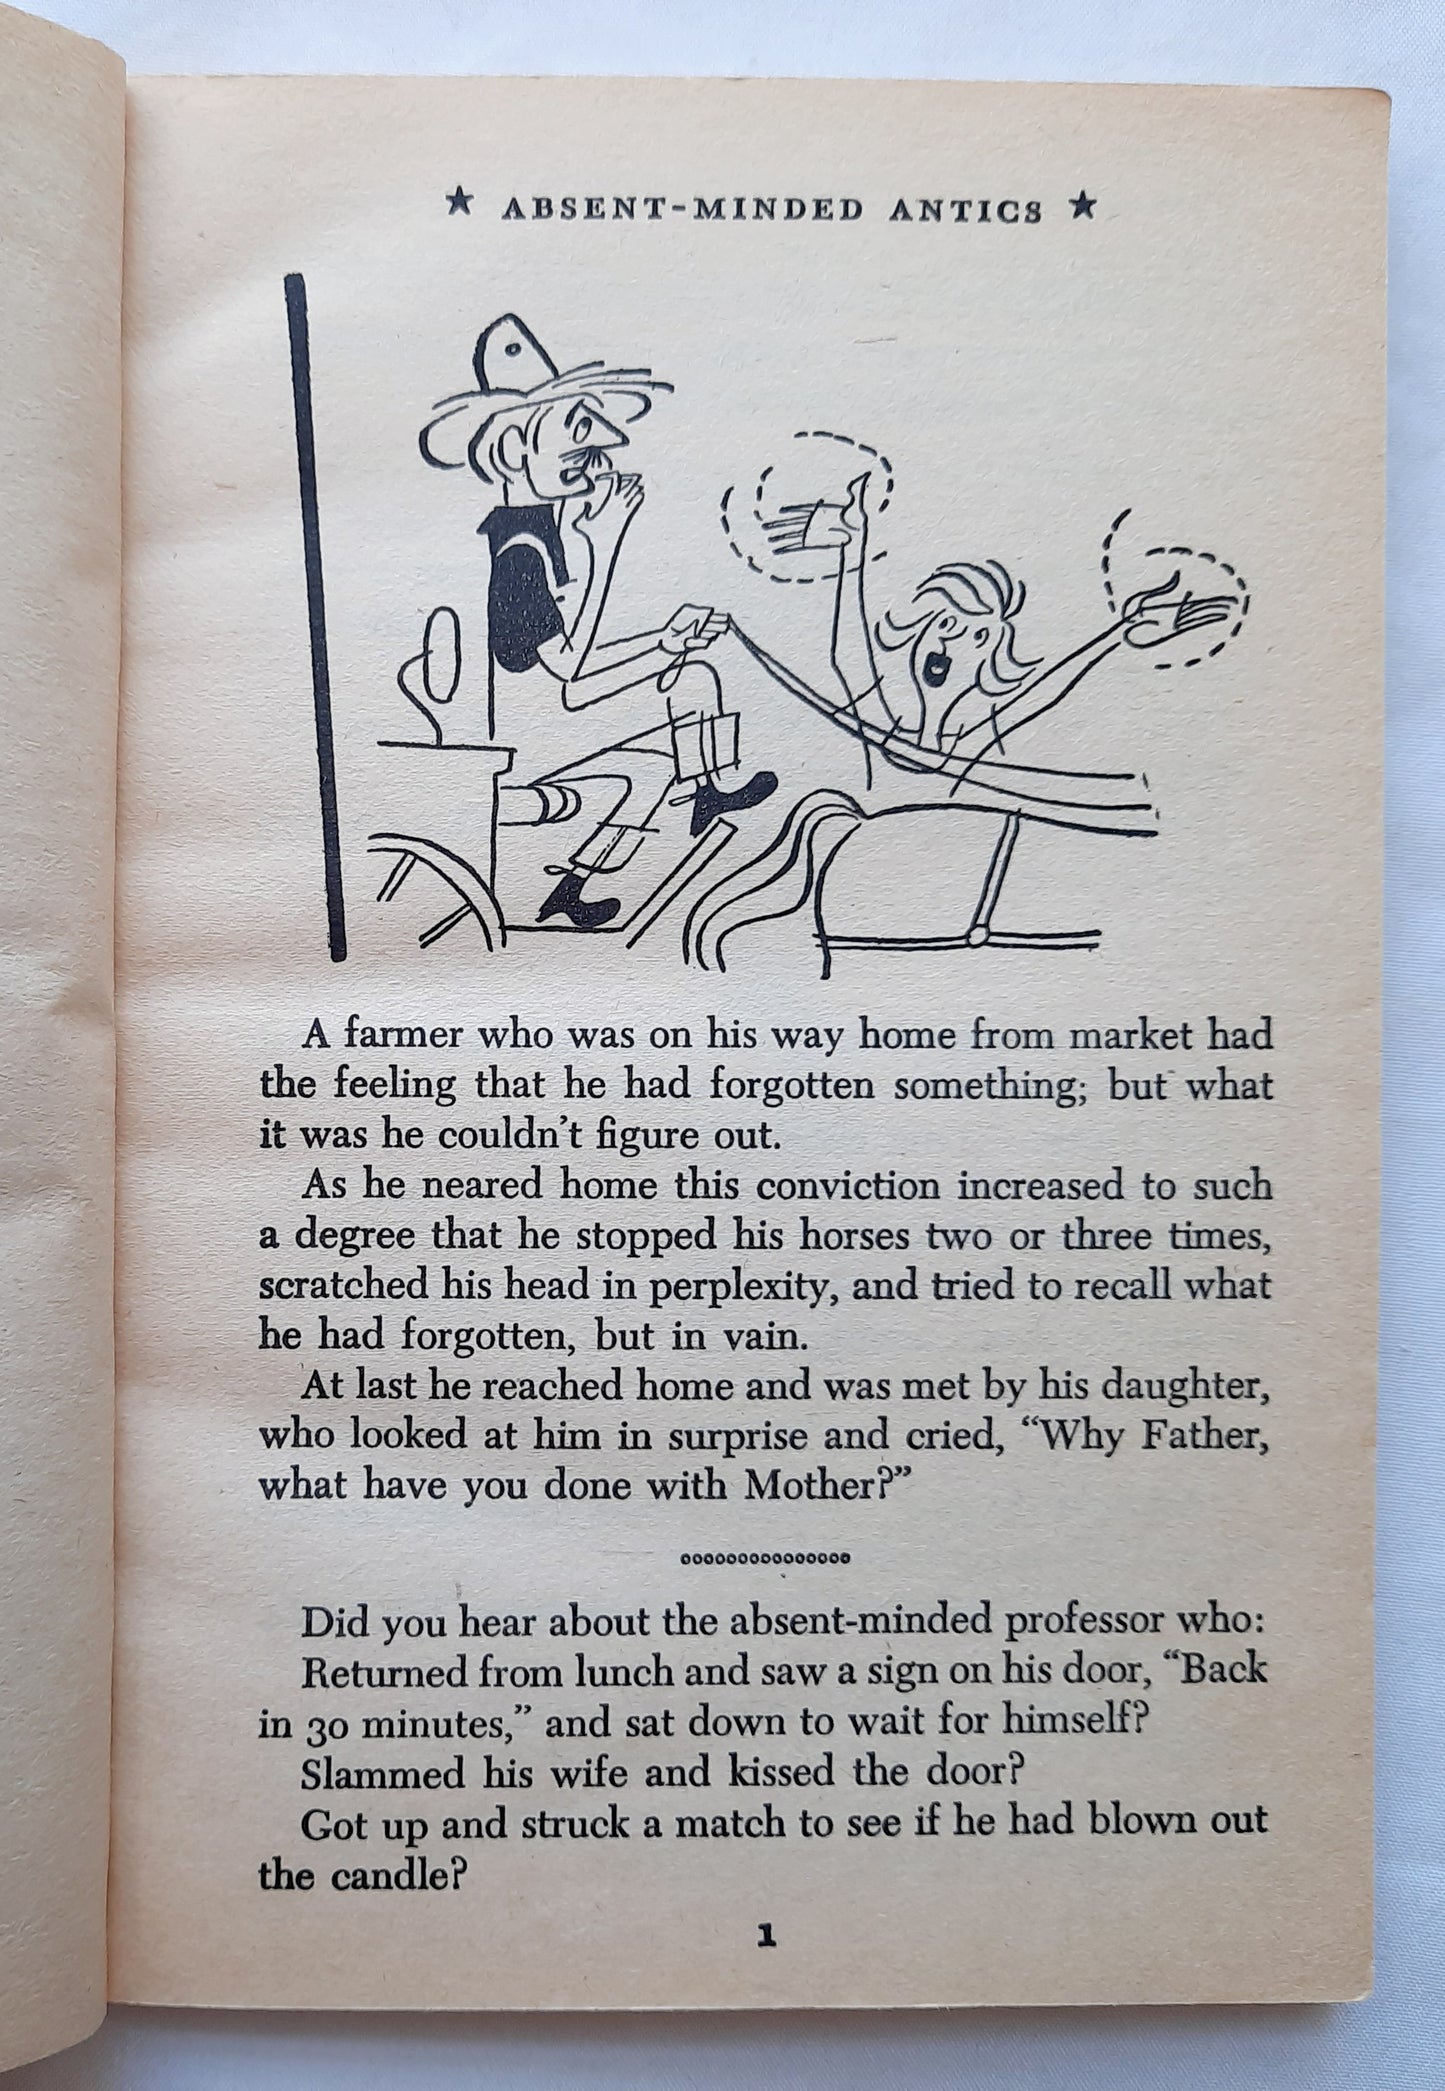 ★ ABSENT-MINDED ANTICS ★
A farmer who was on his way home from market had
the feeling that he had forgotten something; but what
it was he couldn’t figure out.
As he neared home this conviction increased to such
a degree that he stopped his horses two or three times,
scratched his head in perplexity, and tried to recall what
he had forgotten, but in vain.
At last he reached home and was met by his daughter,
who looked at him in surprise and cried, “Why Father,
what have you done with Mother?”
Did you hear about the absent-minded professor who:
Returned from lunch and saw a sign on his door, “Back
in 30 minutes,” and sat down to wait for himself?
Slammed his wife and kissed the door?
Got up and struck a match to see if he had blown out
the candle?
1